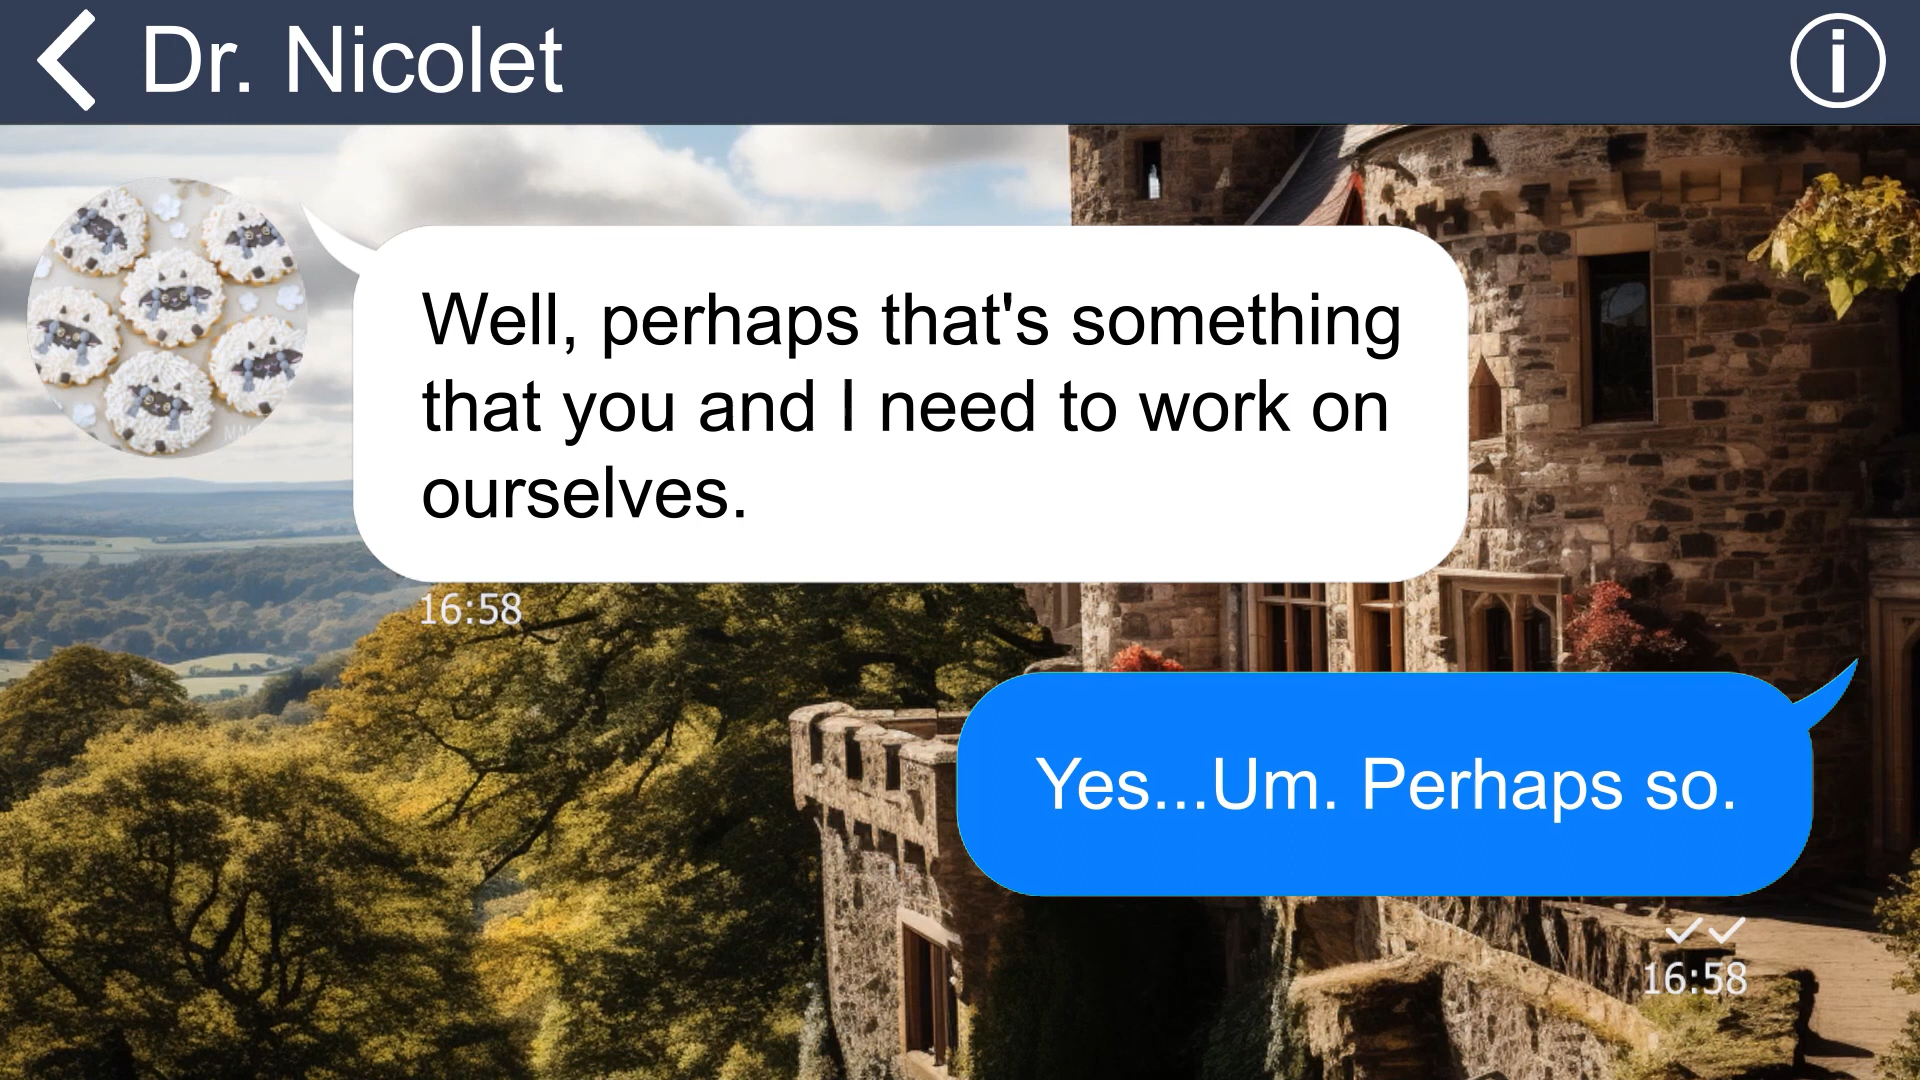 Dr. Nicolet
Well, perhaps that's something
that you and I need to work on
ourselves.
16:58
Yes...Um. Perhaps so.
16:58